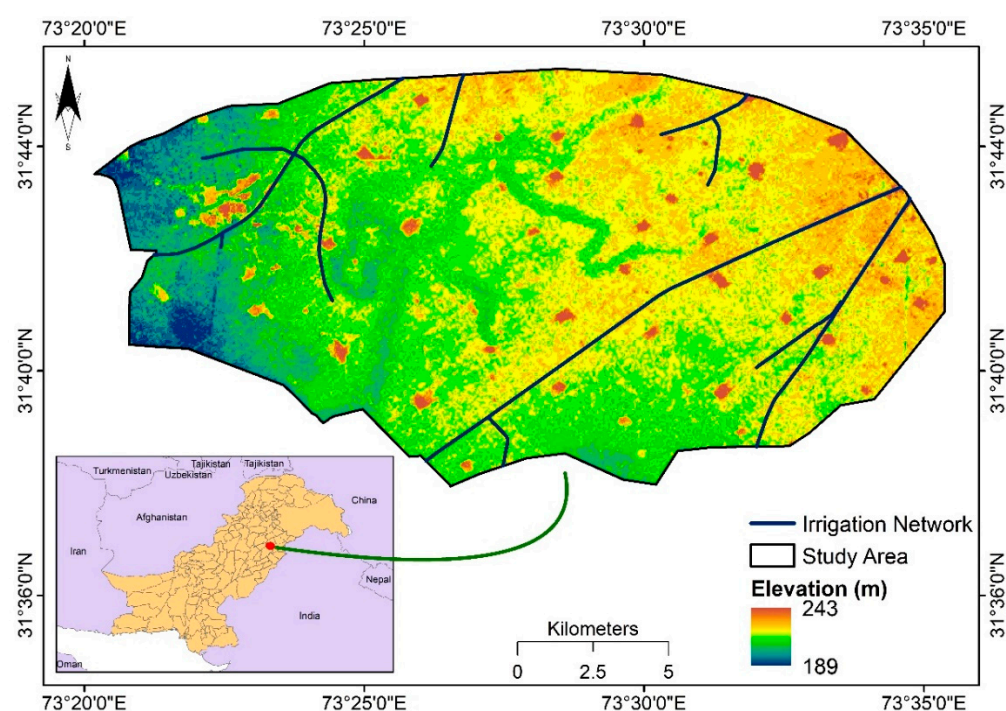 73°20'0"E 73°25'0"E 73°30'0"E 73°35'0"E
N
S
31°44'0"N 31°44'0"N
31°40'0"N 31°40'0"N
31°36'0"N 31°36'0"N
Tajikistan Tajikistan
Turkmenistan
Uzbekistan
China
Afghanistan
Iran
Nepal
India
Oman
Irrigation Network
Study Area
Elevation (m)
243
189
Kilometers
0 2.5 5
73°20'0"E 73°25'0"E 73°30'0"E 73°35'0"E